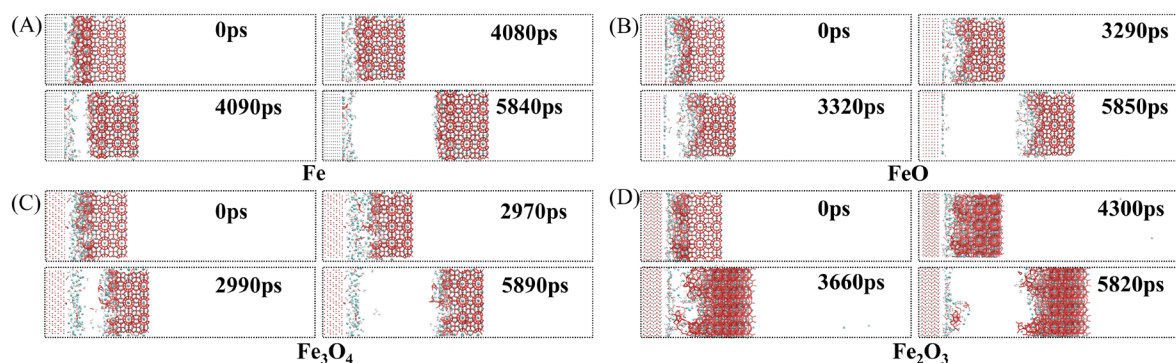 (A)
0ps
4080ps
4090ps
5840ps
Fe
(B)
0ps
3290ps
3320ps
5850ps
FeO
(C)
0ps
2970ps
2990ps
5890ps
Fe₃O₄
(D)
0ps
4300ps
3660ps
5820ps
Fe₂O₃